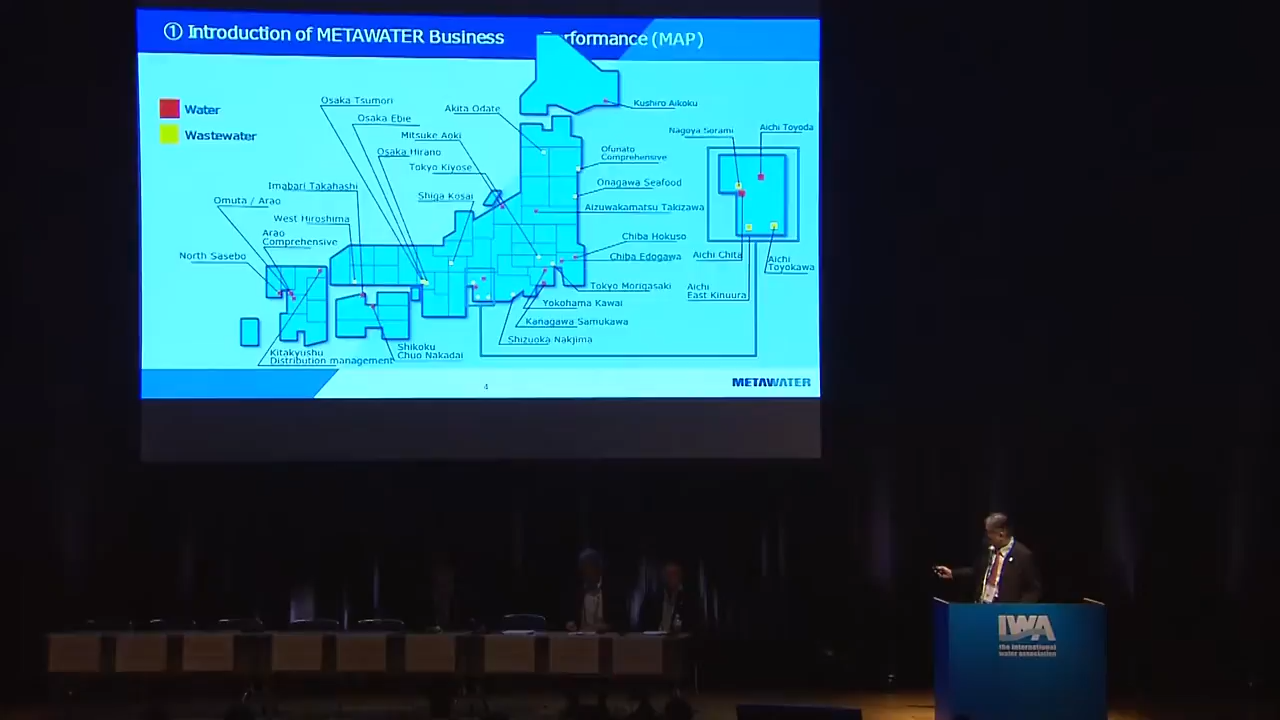 ① Introduction of METAWATER Business
Performance (MAP)
Water
Wastewater
Osaka Tsumori
Osaka Ebie
Akita Odate
Mitsuke Aoki
Osaka Hirano
Tokyo Kiyose
Imabari Takahashi
Shiga Kosai
Omuta / Arao
West Hiroshima
Arao
Comprehensive
North Sasebo
Kushiro Aikoku
Nagoya Sorami
Aichi Toyoda
Ofunato
Comprehensive
Onagawa Seafood
Aizuwakamatsu Takizawa
Chiba Hokuso
Chiba Edogawa
Aichi Chita
Aichi
Toyokawa
Aichi
East Kinuura
Tokyo Morigasaki
Yokohama Kawai
Kanagawa Samukawa
Shizuoka Nakjima
Shikoku
Chuo Nakadai
Kitakyushu
Distribution management
4
METAWATER
IWA
the international
water association